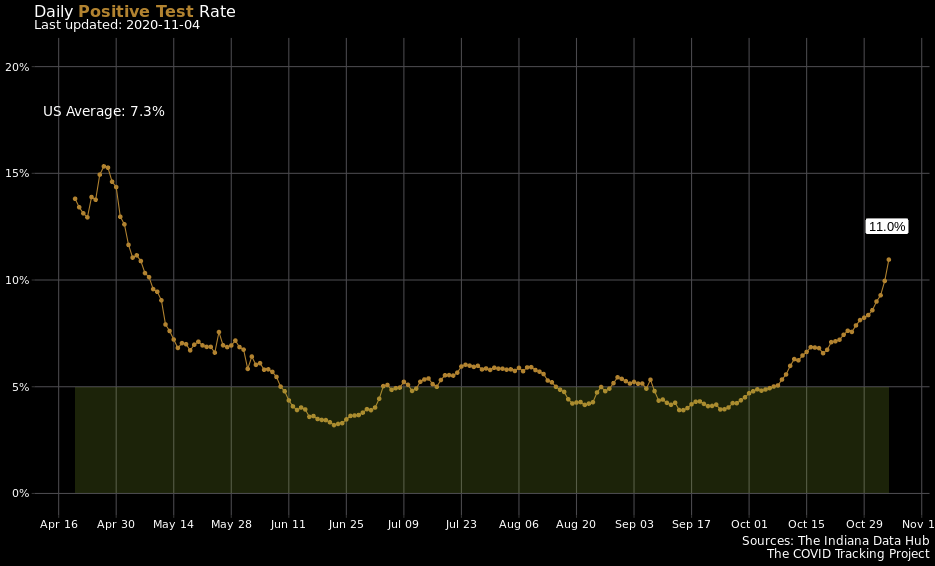 Daily Positive Test Rate
Last updated: 2020-11-04
20%
US Average: 7.3%
15%
11.0%
10%
5%
0%
Apr 16 Apr 30 May 14 May 28 Jun 11 Jun 25 Jul 09 Jul 23 Aug 06 Aug 20 Sep 03 Sep 17 Oct 01 Oct 15 Oct 29 Nov 1
Sources: The Indiana Data Hub
The COVID Tracking Project